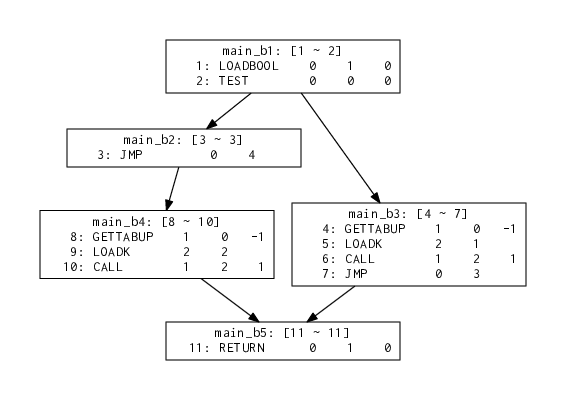 main_b1: [1 ~ 2]
1: LOADBOOL 0 1 0
2: TEST 0 0 0
main_b2: [3 ~ 3]
3: JMP 0 4
main_b4: [8 ~ 10]
8: GETTABUP 1 0 -1
9: LOADK 2 2
10: CALL 1 2 1
main_b3: [4 ~ 7]
4: GETTABUP 1 0 -1
5: LOADK 2 1
6: CALL 1 2 1
7: JMP 0 3
main_b5: [11 ~ 11]
11: RETURN 0 1 0